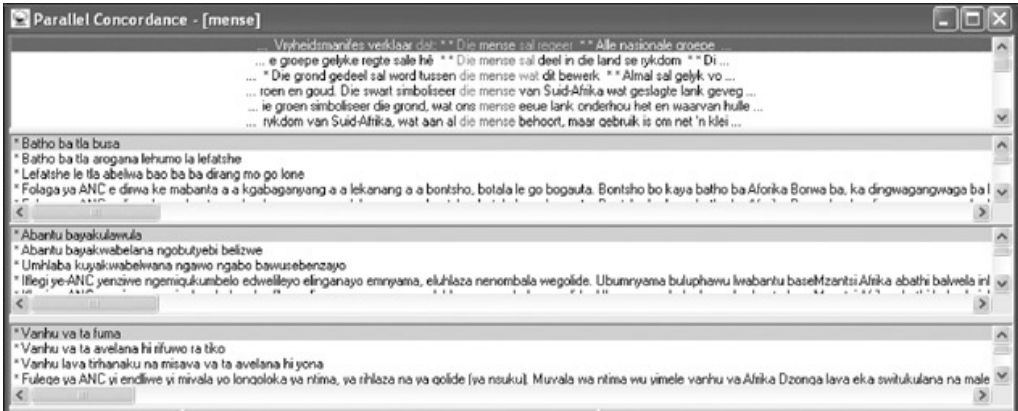 Parallel Concordance - [mense]
... Vryheidsmanifes verklaar dat: * * Die mense sal regeer * * Alle nasionale groepe ...
... e groepe gelyke regte sale hê * * Die mense sal deel in die land se rykdom * * Di ...
... * Die grond gedeel sal word tussen die mense wat dit bewerk * * Almal sal gelyk vo ...
... roen en goud. Die swart simboliseer die mense van Suid-Afrika wat geslagte lank geveg ...
... ie groen simboliseer die grond, wat ons mense eeue lank onderhou het en waarvan hulle ...
... rykdom van Suid-Afrika, wat aan al die mense behoort, maar gebruik is om net 'n klei ...
* Batho ba tla busa
* Batho ba tla arogana lehumo la lefatshe
* Lefatshe le tla abelwa bao ba ba dirang mo go lone
* Folaga ya ANC e dirwa ke mabanta a a kgabaganyang a a lekanang a a bontsho, botala le go bogauta. Bontsho bo kaya batho ba Aforika Borwa ba, ka dingwagangwaga ba l
* Abantu bayakulawula
* Abantu bayakwabelana ngobutyebi belizwe
* Umhlaba kuyakwabelwana ngawo ngabo bawusebenzayo
* Iflegi ye-ANC yenziwe ngemiqukumbelo edwelileyo elinganayo emnyama, eluhlaza nenombala wegolide. Ubumnyama buluphawu lwabantu baseMzantsi Afrika abathi balwela inl
* Vanhu va ta fuma
* Vanhu va ta avelana hi rifuwo ra tiko
* Vanhu lava tirhanaku na misava va ta avelana hi yona
* Fulege ya ANC yi endliwe yi mivala yo longoloka ya ntima, ya rihlaza na ya golide (ya nsuku). Muvala wa ntima wu yimele vanhu va Afrika Dzonga lava eka switukulana na male